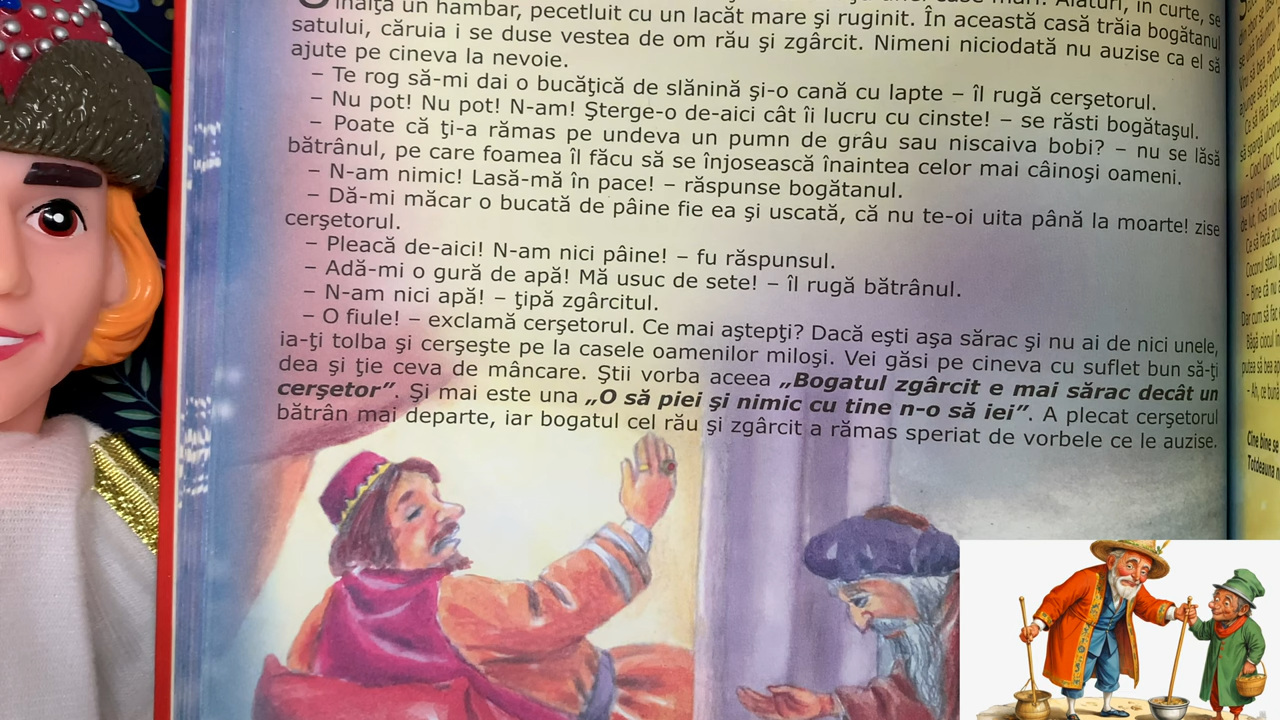 înalţă un hambar, pecetluit cu un lacăt mare şi ruginit. În această casă trăia bogătanul
satului, căruia i se duse vestea de om rău şi zgârcit. Nimeni niciodată nu auzise ca el să
ajute pe cineva la nevoie.
– Te rog să-mi dai o bucăţică de slănină şi-o cană cu lapte – îl rugă cerşetorul.
– Nu pot! Nu pot! N-am! Şterge-o de-aici cât îi lucru cu cinste! – se răsti bogătaşul.
– Poate că ţi-a rămas pe undeva un pumn de grâu sau niscaiva bobi? – nu se lăsă
bătrânul, pe care foamea îl făcu să se înjosească înaintea celor mai câinoşi oameni.
– N-am nimic! Lasă-mă în pace! – răspunse bogătanul.
– Dă-mi măcar o bucată de pâine fie ea şi uscată, că nu te-oi uita până la moarte! zise
cerşetorul.
– Pleacă de-aici! N-am nici pâine! – fu răspunsul.
– Adă-mi o gură de apă! Mă usuc de sete! – îl rugă bătrânul.
– N-am nici apă! – ţipă zgârcitul.
– O fiule! – exclamă cerşetorul. Ce mai aştepţi? Dacă eşti aşa sărac şi nu ai de nici unele,
ia-ţi tolba şi cerşeşte pe la casele oamenilor miloşi. Vei găsi pe cineva cu suflet bun să-ţi
dea şi ţie ceva de mâncare. Ştii vorba aceea „Bogatul zgârcit e mai sărac decât un
cerşetor”. Şi mai este una „O să piei şi nimic cu tine n-o să iei”. A plecat cerşetorul
bătrân mai departe, iar bogatul cel rău şi zgârcit a rămas speriat de vorbele ce le auzise.
Cine bine se
Totdeauna